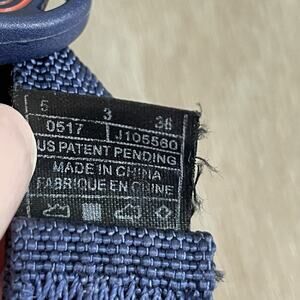 5 3 36
0517 J105560
US PATENT PENDING
MADE IN CHINA
FABRIQUE EN CHINE